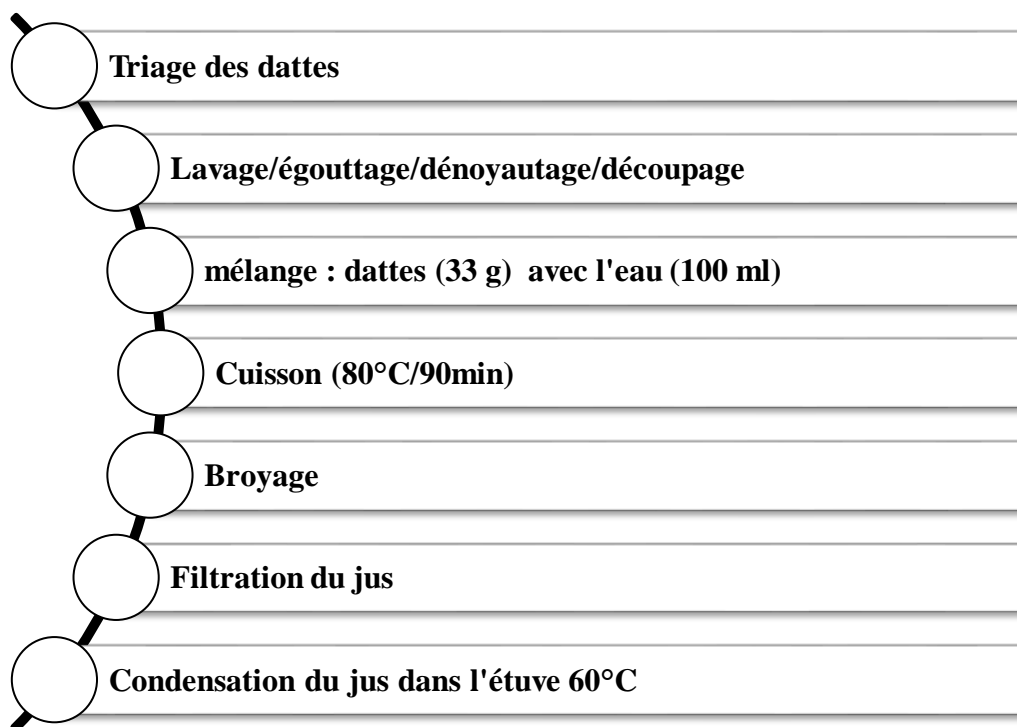 Triage des dattes
Lavage/égouttage/dénoyautage/découpage
mélange : dattes (33 g) avec l'eau (100 ml)
Cuisson (80°C/90min)
Broyage
Filtration du jus
Condensation du jus dans l'étuve 60°C